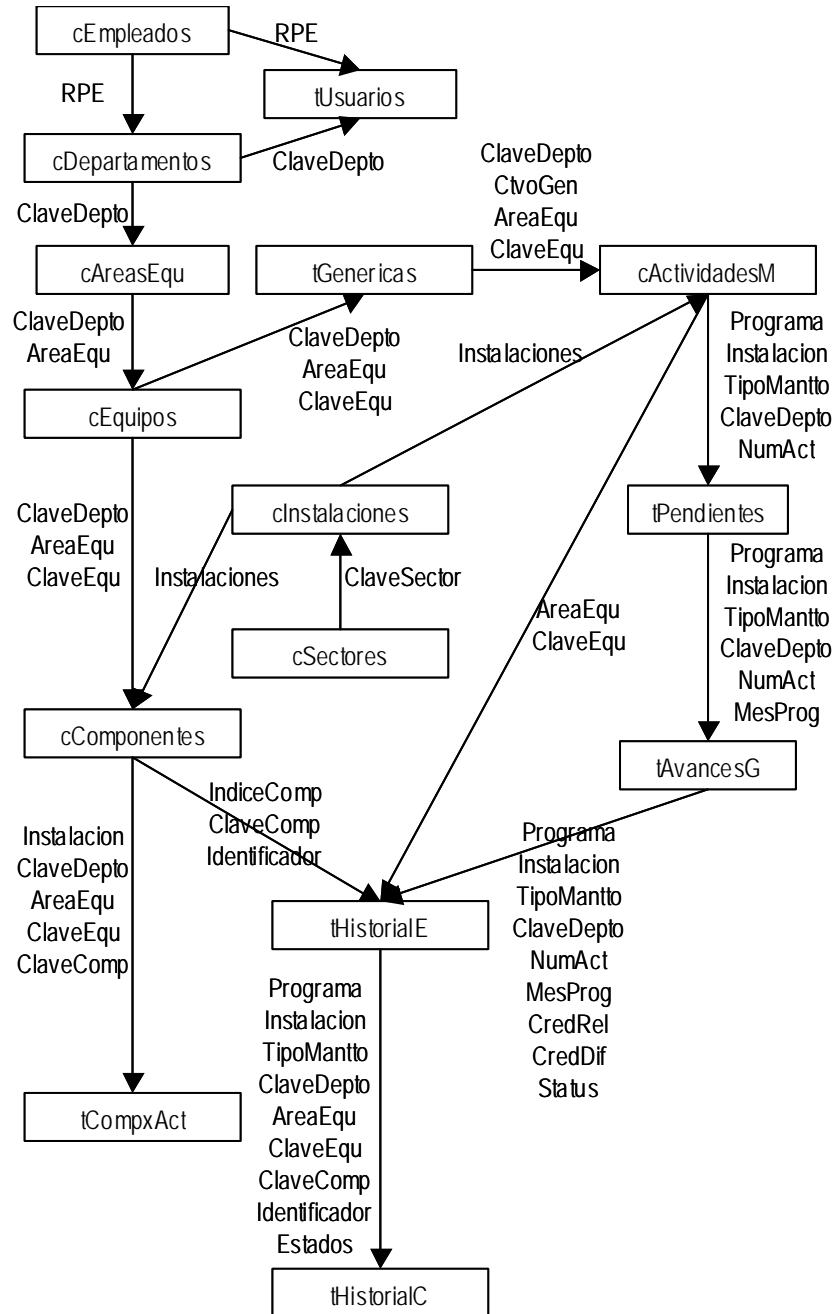 cEmpleados
RPE
RPE
tUsuarios
cDepartamentos
ClaveDepto
ClaveDepto
ClaveDepto
CtvoGen
AreaEqu
ClaveEqu
cAreasEqu
tGenericas
cActividadesM
ClaveDepto
AreaEqu
ClaveDepto
AreaEqu
ClaveEqu
Instalaciones
Programa
Instalacion
TipoMantto
ClaveDepto
NumAct
cEquipos
ClaveDepto
AreaEqu
ClaveEqu
cInstalaciones
tPendientes
Instalaciones
ClaveSector
AreaEqu
ClaveEqu
Programa
Instalacion
TipoMantto
ClaveDepto
NumAct
MesProg
cSectores
cComponentes
tAvancesG
IndiceComp
ClaveComp
Identificador
Instalacion
ClaveDepto
AreaEqu
ClaveEqu
ClaveComp
Programa
Instalacion
TipoMantto
ClaveDepto
NumAct
MesProg
CredRel
CredDif
Status
tHistorialE
Programa
Instalacion
TipoMantto
ClaveDepto
AreaEqu
ClaveEqu
ClaveComp
Identificador
Estados
tCompxAct
tHistorialC